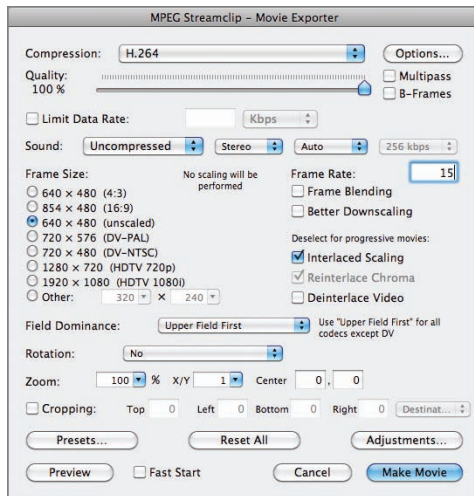 MPEG Streamclip – Movie Exporter
Compression: H.264 Options...
Quality: Multipass
100 % B-Frames
Limit Data Rate: Kbps
Sound: Uncompressed Stereo Auto 256 kbps
Frame Size: No scaling will be performed Frame Rate: 15
640 × 480 (4:3) Frame Blending
854 × 480 (16:9) Better Downscaling
640 × 480 (unscaled)
720 × 576 (DV-PAL) Deselect for progressive movies:
720 × 480 (DV-NTSC) Interlaced Scaling
1280 × 720 (HDTV 720p) Reinterlace Chroma
1920 × 1080 (HDTV 1080i) Deinterlace Video
Other: 320 × 240
Field Dominance: Upper Field First Use "Upper Field First" for all codecs except DV
Rotation: No
Zoom: 100 % X/Y 1 Center 0 , 0
Cropping: Top 0 Left 0 Bottom 0 Right 0 Destinat...
Presets... Reset All Adjustments...
Preview Fast Start Cancel Make Movie